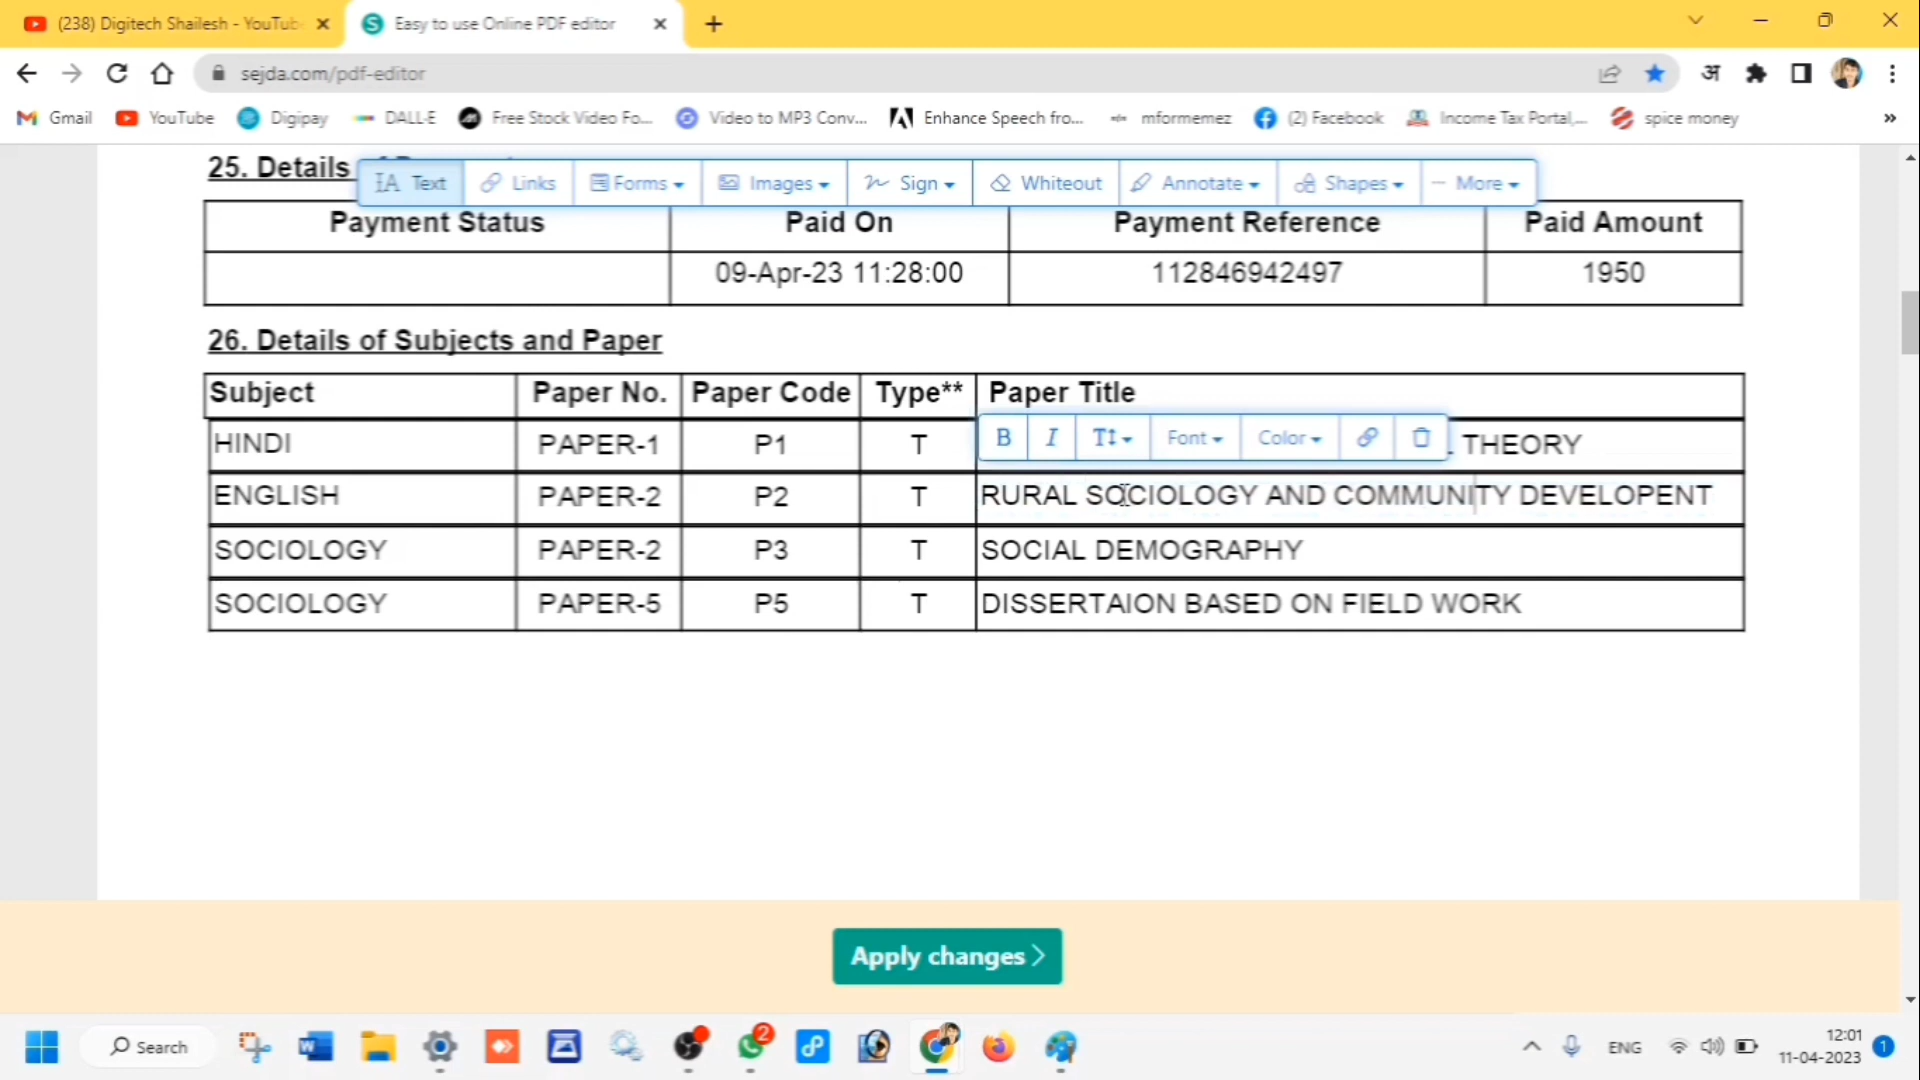 (238) Digitech Shailesh - YouTub
Easy to use Online PDF editor
sejda.com/pdf-editor
अ
Gmail
YouTube
Digipay
DALL·E
Free Stock Video Fo...
Video to MP3 Conv...
Enhance Speech fro...
mformemez
(2) Facebook
Income Tax Portal,...
spice money
»
25. Details
Text
Links
Forms
Images
Sign
Whiteout
Annotate
Shapes
More
Payment Status Paid On Payment Reference Paid Amount
09-Apr-23 11:28:00 112846942497 1950
26. Details of Subjects and Paper
Subject Paper No. Paper Code Type** Paper Title
B I Font Color
HINDI PAPER-1 P1 T THEORY
ENGLISH PAPER-2 P2 T RURAL SOCIOLOGY AND COMMUNITY DEVELOPENT
SOCIOLOGY PAPER-2 P3 T SOCIAL DEMOGRAPHY
SOCIOLOGY PAPER-5 P5 T DISSERTAION BASED ON FIELD WORK
Apply changes
Search
2
ENG
12:01
11-04-2023
1